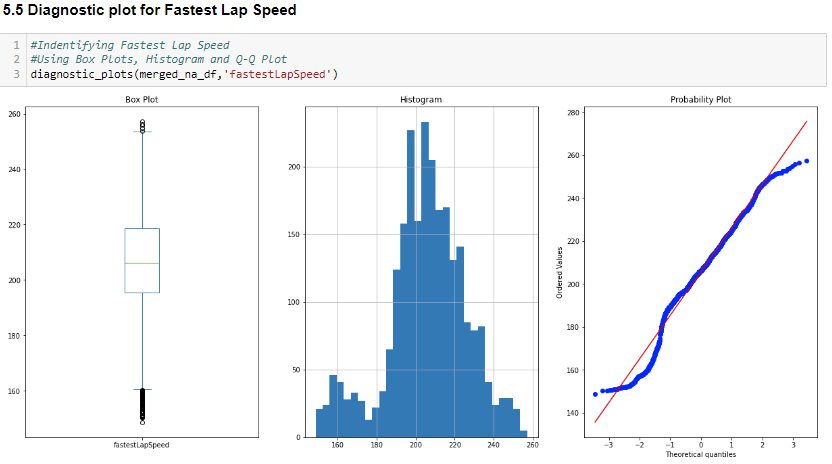 5.5 Diagnostic plot for Fastest Lap Speed
1 #Indentifying Fastest Lap Speed
2 #Using Box Plots, Histogram and Q-Q Plot
3 diagnostic_plots(merged_na_df,'fastestLapSpeed')
Box Plot
260
240
220
200
180
160
fastestLapSpeed
Histogram
200
150
100
50
0
160 180 200 220 240 260
Probability Plot
Ordered Values
280
260
240
220
200
180
160
140
−3 −2 −1 0 1 2 3
Theoretical quantiles